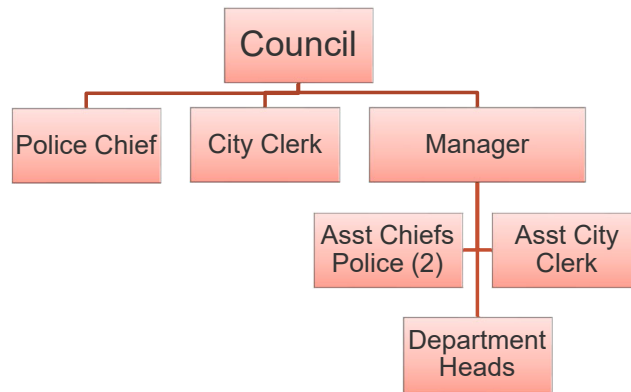 Council
Police Chief
City Clerk
Manager
Asst Chiefs
Police (2)
Asst City
Clerk
Department
Heads